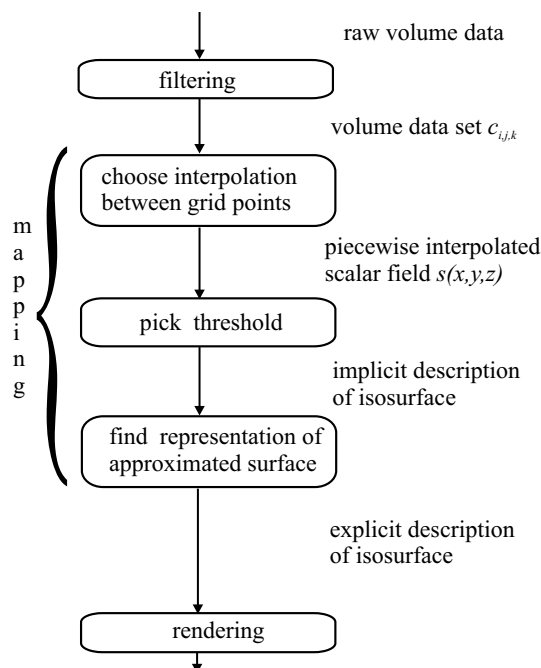 raw volume data
filtering
volume data set c_{i,j,k}
choose interpolation
between grid points
mapping
piecewise interpolated
scalar field s(x,y,z)
pick threshold
implicit description
of isosurface
find representation of
approximated surface
explicit description
of isosurface
rendering